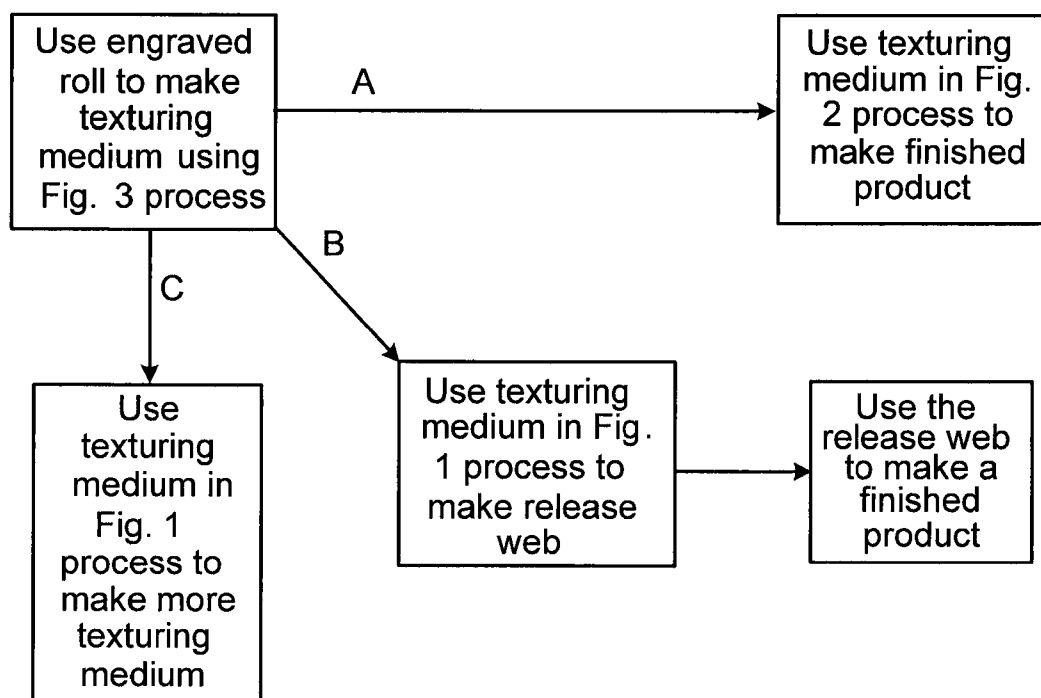 Use engraved
roll to make
texturing
medium using
Fig. 3 process
A
Use texturing
medium in Fig.
2 process to
make finished
product
B
C
Use
texturing
medium in
Fig. 1
process to
make more
texturing
medium
Use texturing
medium in Fig.
1 process to
make release
web
Use the
release web
to make a
finished
product